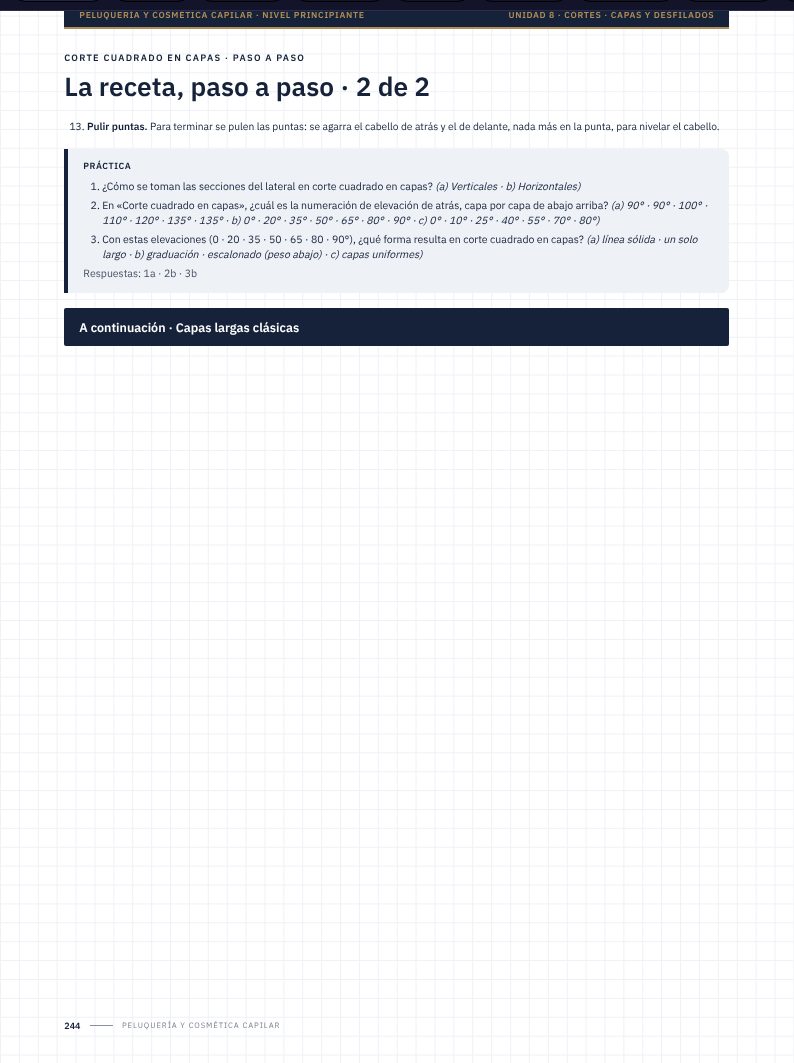 PELUQUERÍA Y COSMÉTICA CAPILAR · NIVEL PRINCIPIANTE
UNIDAD 8 · CORTES · CAPAS Y DESFILADOS
CORTE CUADRADO EN CAPAS · PASO A PASO
La receta, paso a paso · 2 de 2
13. Pulir puntas. Para terminar se pulen las puntas: se agarra el cabello de atrás y el de delante, nada más en la punta, para nivelar el cabello.
PRÁCTICA
1. ¿Cómo se toman las secciones del lateral en corte cuadrado en capas? (a) Verticales · b) Horizontales)
2. En «Corte cuadrado en capas», ¿cuál es la numeración de elevación de atrás, capa por capa de abajo arriba? (a) 90° · 90° · 100° ·
110° · 120° · 135° · 135° · b) 0° · 20° · 35° · 50° · 65° · 80° · 90° · c) 0° · 10° · 25° · 40° · 55° · 70° · 80°)
3. Con estas elevaciones (0 · 20 · 35 · 50 · 65 · 80 · 90°), ¿qué forma resulta en corte cuadrado en capas? (a) línea sólida · un solo
largo · b) graduación · escalonado (peso abajo) · c) capas uniformes)
Respuestas: 1a · 2b · 3b
A continuación · Capas largas clásicas
244
PELUQUERÍA Y COSMÉTICA CAPILAR